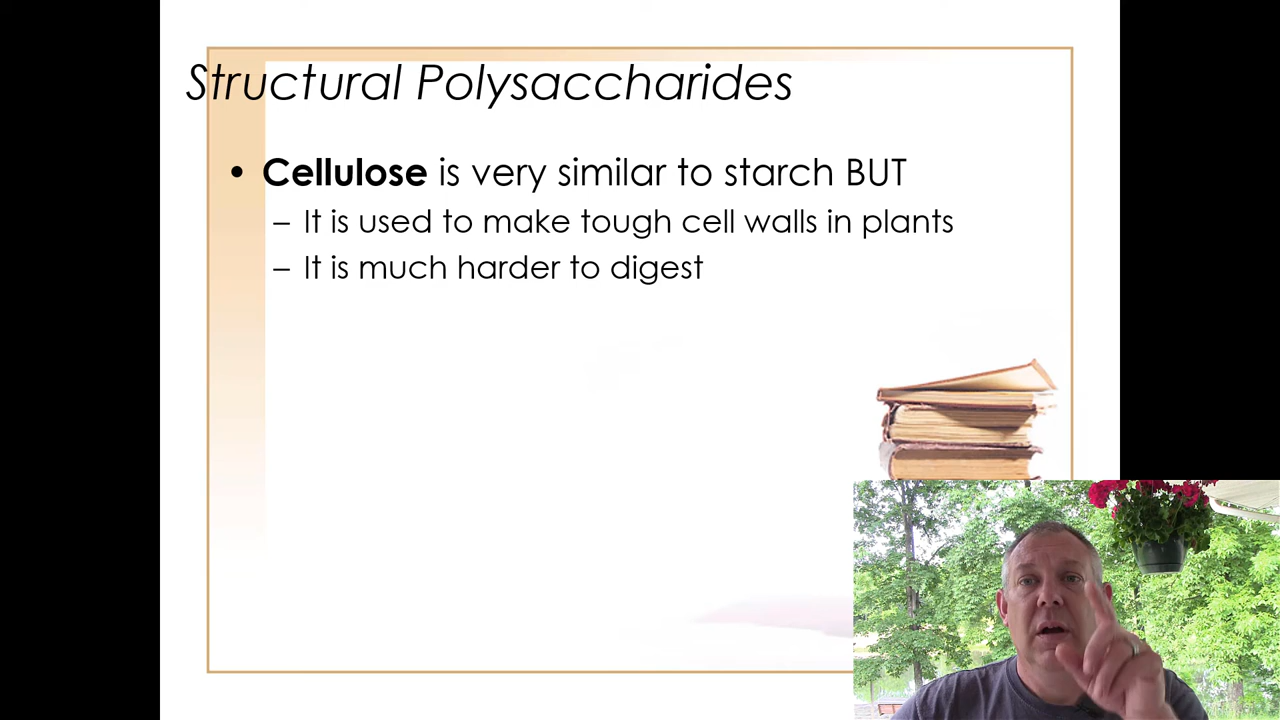 Structural Polysaccharides
• Cellulose is very similar to starch BUT
– It is used to make tough cell walls in plants
– It is much harder to digest